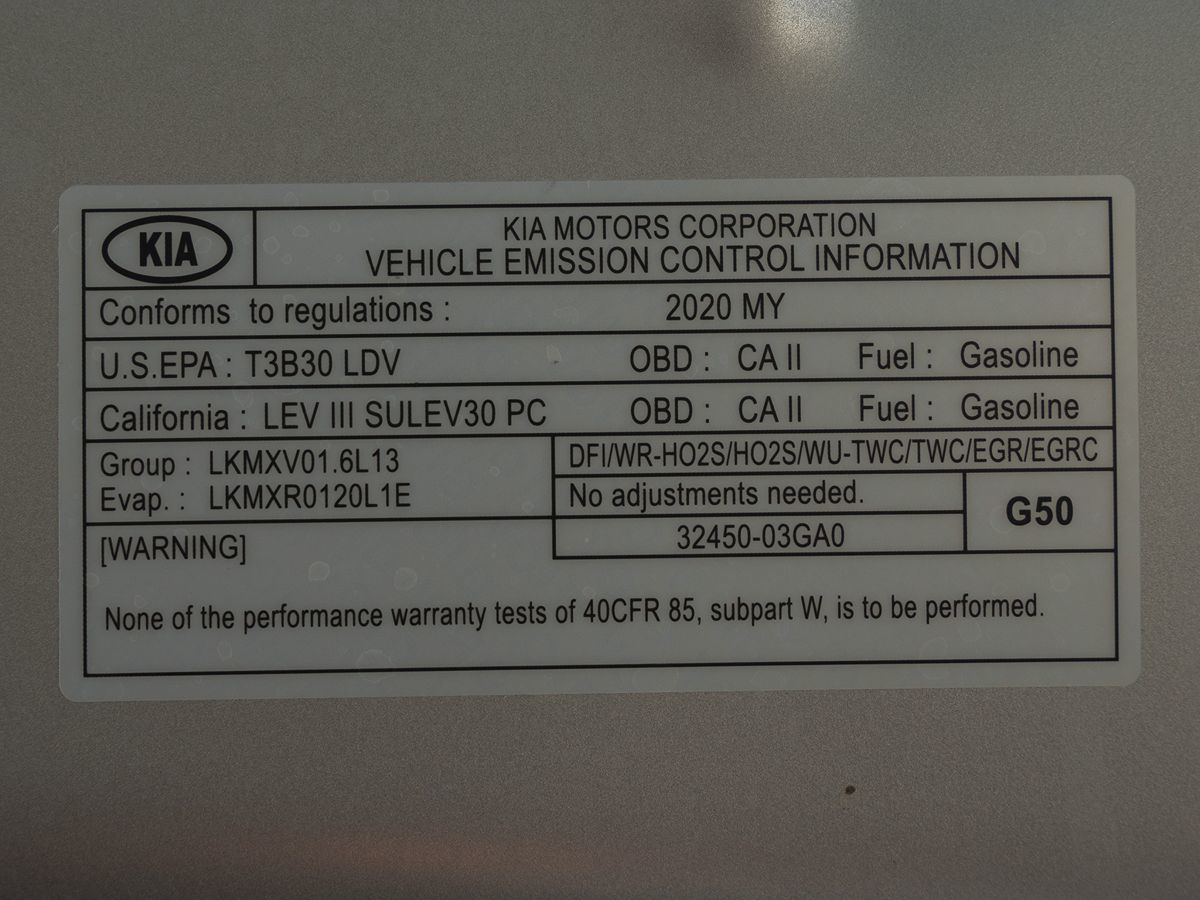 KIA
KIA MOTORS CORPORATION
VEHICLE EMISSION CONTROL INFORMATION
Conforms to regulations : 2020 MY
U.S.EPA : T3B30 LDV OBD : CA II Fuel : Gasoline
California : LEV III SULEV30 PC OBD : CA II Fuel : Gasoline
Group : LKMXV01.6L13
Evap. : LKMXR0120L1E
DFI/WR-HO2S/HO2S/WU-TWC/TWC/EGR/EGRC
No adjustments needed.
32450-03GA0
G50
[WARNING]
None of the performance warranty tests of 40CFR 85, subpart W, is to be performed.